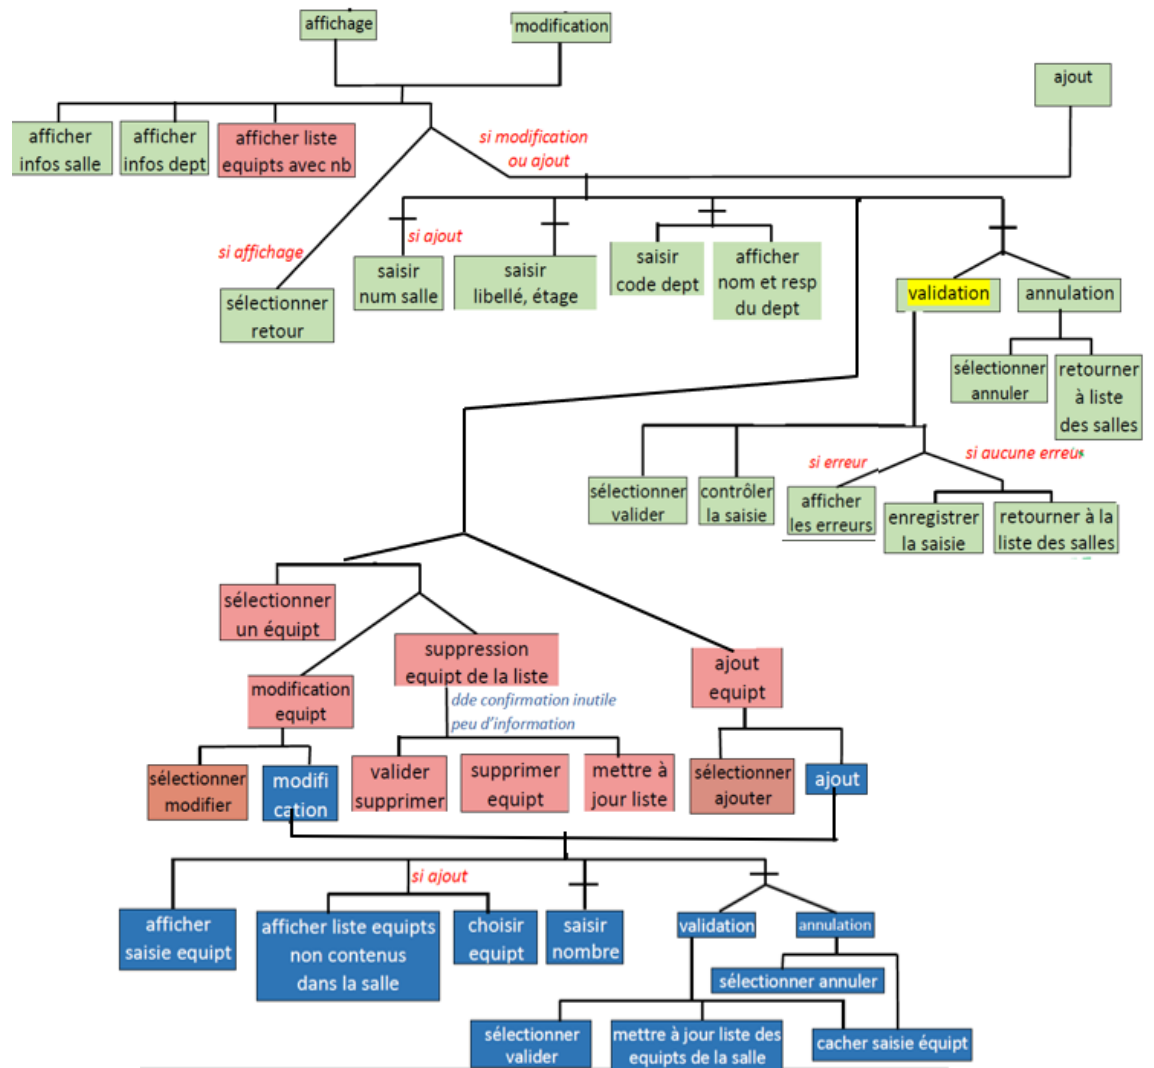 affichage
modification
ajout
afficher
infos salle
afficher
infos dept
afficher liste
equipts avec nb
si modification
ou ajout
si affichage
si ajout
sélectionner
retour
saisir
num salle
saisir
libellé, étage
saisir
code dept
afficher
nom et resp
du dept
validation
annulation
sélectionner
annuler
retourner
à liste
des salles
si erreur
si aucune erreur
sélectionner
valider
contrôler
la saisie
afficher
les erreurs
enregistrer
la saisie
retourner à la
liste des salles
sélectionner
un équipt
suppression
equipt de la liste
ajout
equipt
modification
equipt
dde confirmation inutile
peu d'information
sélectionner
modifier
modifi
cation
valider
supprimer
supprimer
equipt
mettre à
jour liste
sélectionner
ajouter
ajout
si ajout
afficher
saisie equipt
afficher liste equipts
non contenus
dans la salle
choisir
equipt
saisir
nombre
validation
annulation
sélectionner annuler
sélectionner
valider
mettre à jour liste des
equipts de la salle
cacher saisie équipt